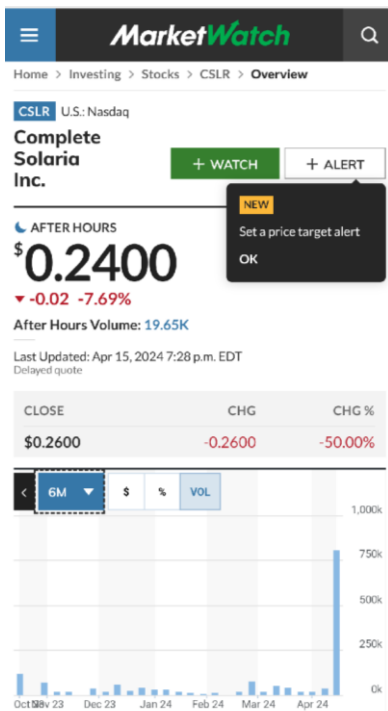 MarketWatch
Home > Investing > Stocks > CSLR > Overview
CSLR U.S.: Nasdaq
Complete
Solaria
Inc.
+ WATCH
+ ALERT
NEW
Set a price target alert
OK
AFTER HOURS
$0.2400
-0.02 -7.69%
After Hours Volume: 19.65K
Last Updated: Apr 15, 2024 7:28 p.m. EDT
Delayed quote
CLOSE CHG CHG %
$0.2600 -0.2600 -50.00%
6M $ % VOL
1,000k
750k
500k
250k
0k
Nov 23 Dec 23 Jan 24 Feb 24 Mar 24 Apr 24